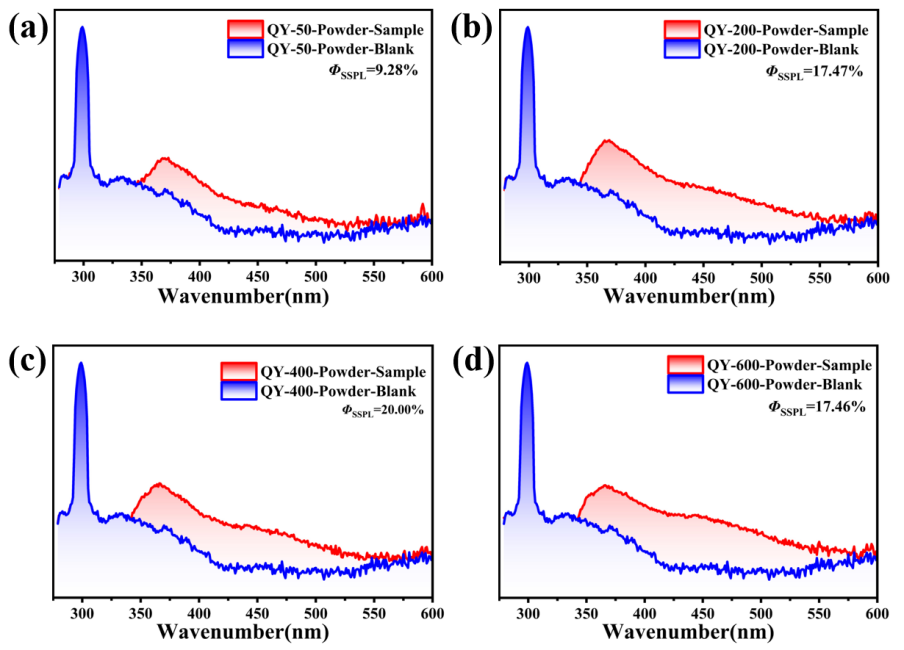 (a)
QY-50-Powder-Sample
QY-50-Powder-Blank
ΦSSPL=9.28%
300 350 400 450 500 550 600
Wavenumber(nm)
(b)
QY-200-Powder-Sample
QY-200-Powder-Blank
ΦSSPL=17.47%
300 350 400 450 500 550 600
Wavenumber(nm)
(c)
QY-400-Powder-Sample
QY-400-Powder-Blank
ΦSSPL=20.00%
300 350 400 450 500 550 600
Wavenumber(nm)
(d)
QY-600-Powder-Sample
QY-600-Powder-Blank
ΦSSPL=17.46%
300 350 400 450 500 550 600
Wavenumber(nm)